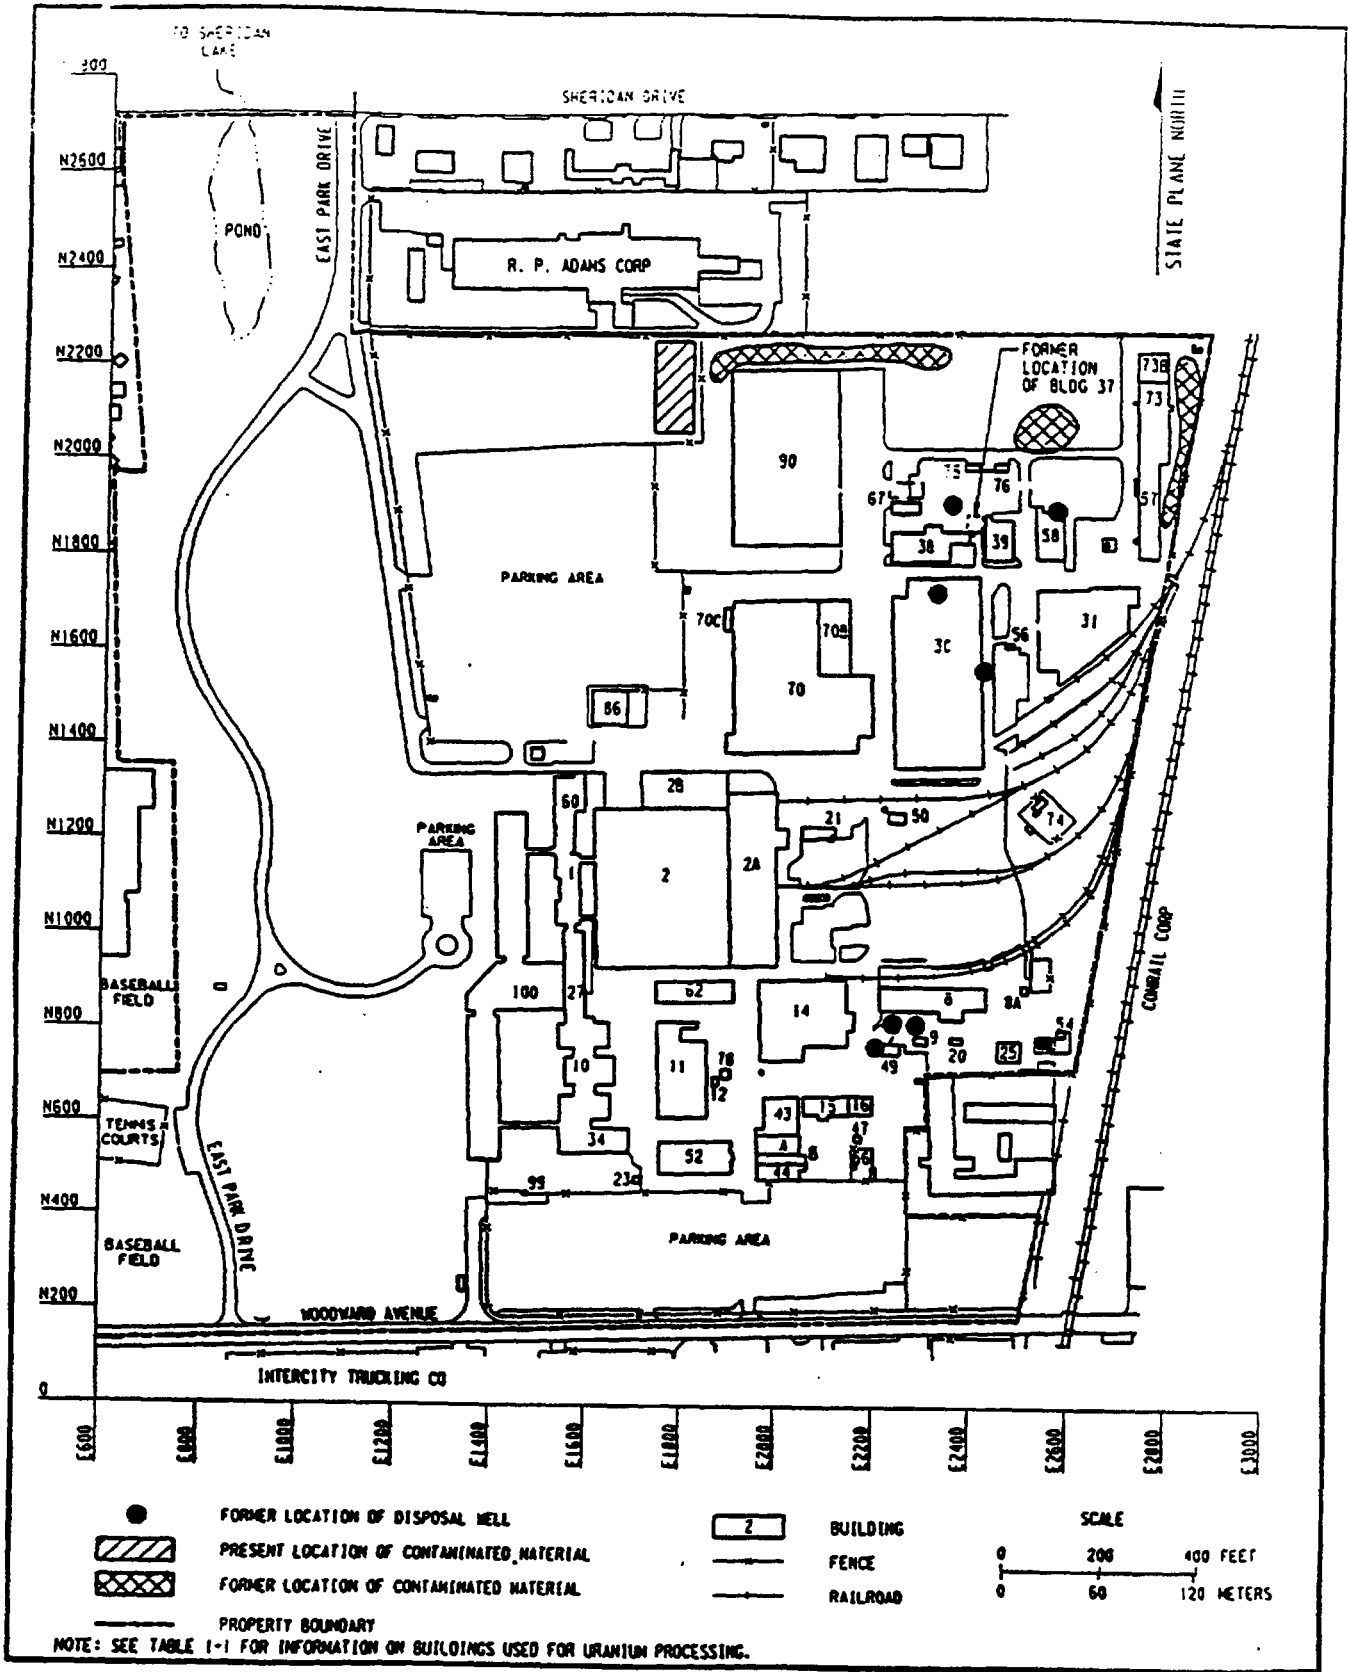 TO SHERIDAN
LAKE
SHERIDAN DRIVE
STATE PLANE NORTH
N2600
EAST PARK DRIVE
POND
N2400
R. P. ADAMS CORP
N2200
FORMER
LOCATION
OF BLDG 37
73B
73
N2000
90
75
76
67
57
N1800
38
39
58
PARKING AREA
N1600
70C
70B
3C
56
31
70
66
N1400
2B
60
N1200
PARKING
AREA
21
50
74
1
2
2A
N1000
CONRAIL CORP
BASEBALL
FIELD
100
27
62
8
8A
N800
14
9
20
25
49
10
11
78
12
N600
TENNIS
COURTS
43
15
16
34
4
47
52
44
23
99
N400
EAST PARK DRIVE
BASEBALL
FIELD
PARKING AREA
N200
WOODWARD AVENUE
INTERCITY TRUCKING CO
0
E600
E800
E1000
E1200
E1400
E1600
E1800
E2000
E2200
E2400
E2600
E2800
E3000
FORMER LOCATION OF DISPOSAL WELL
PRESENT LOCATION OF CONTAMINATED MATERIAL
FORMER LOCATION OF CONTAMINATED MATERIAL
PROPERTY BOUNDARY
2 BUILDING
FENCE
RAILROAD
SCALE
0 200 400 FEET
0 60 120 METERS
NOTE: SEE TABLE 1-1 FOR INFORMATION ON BUILDINGS USED FOR URANIUM PROCESSING.